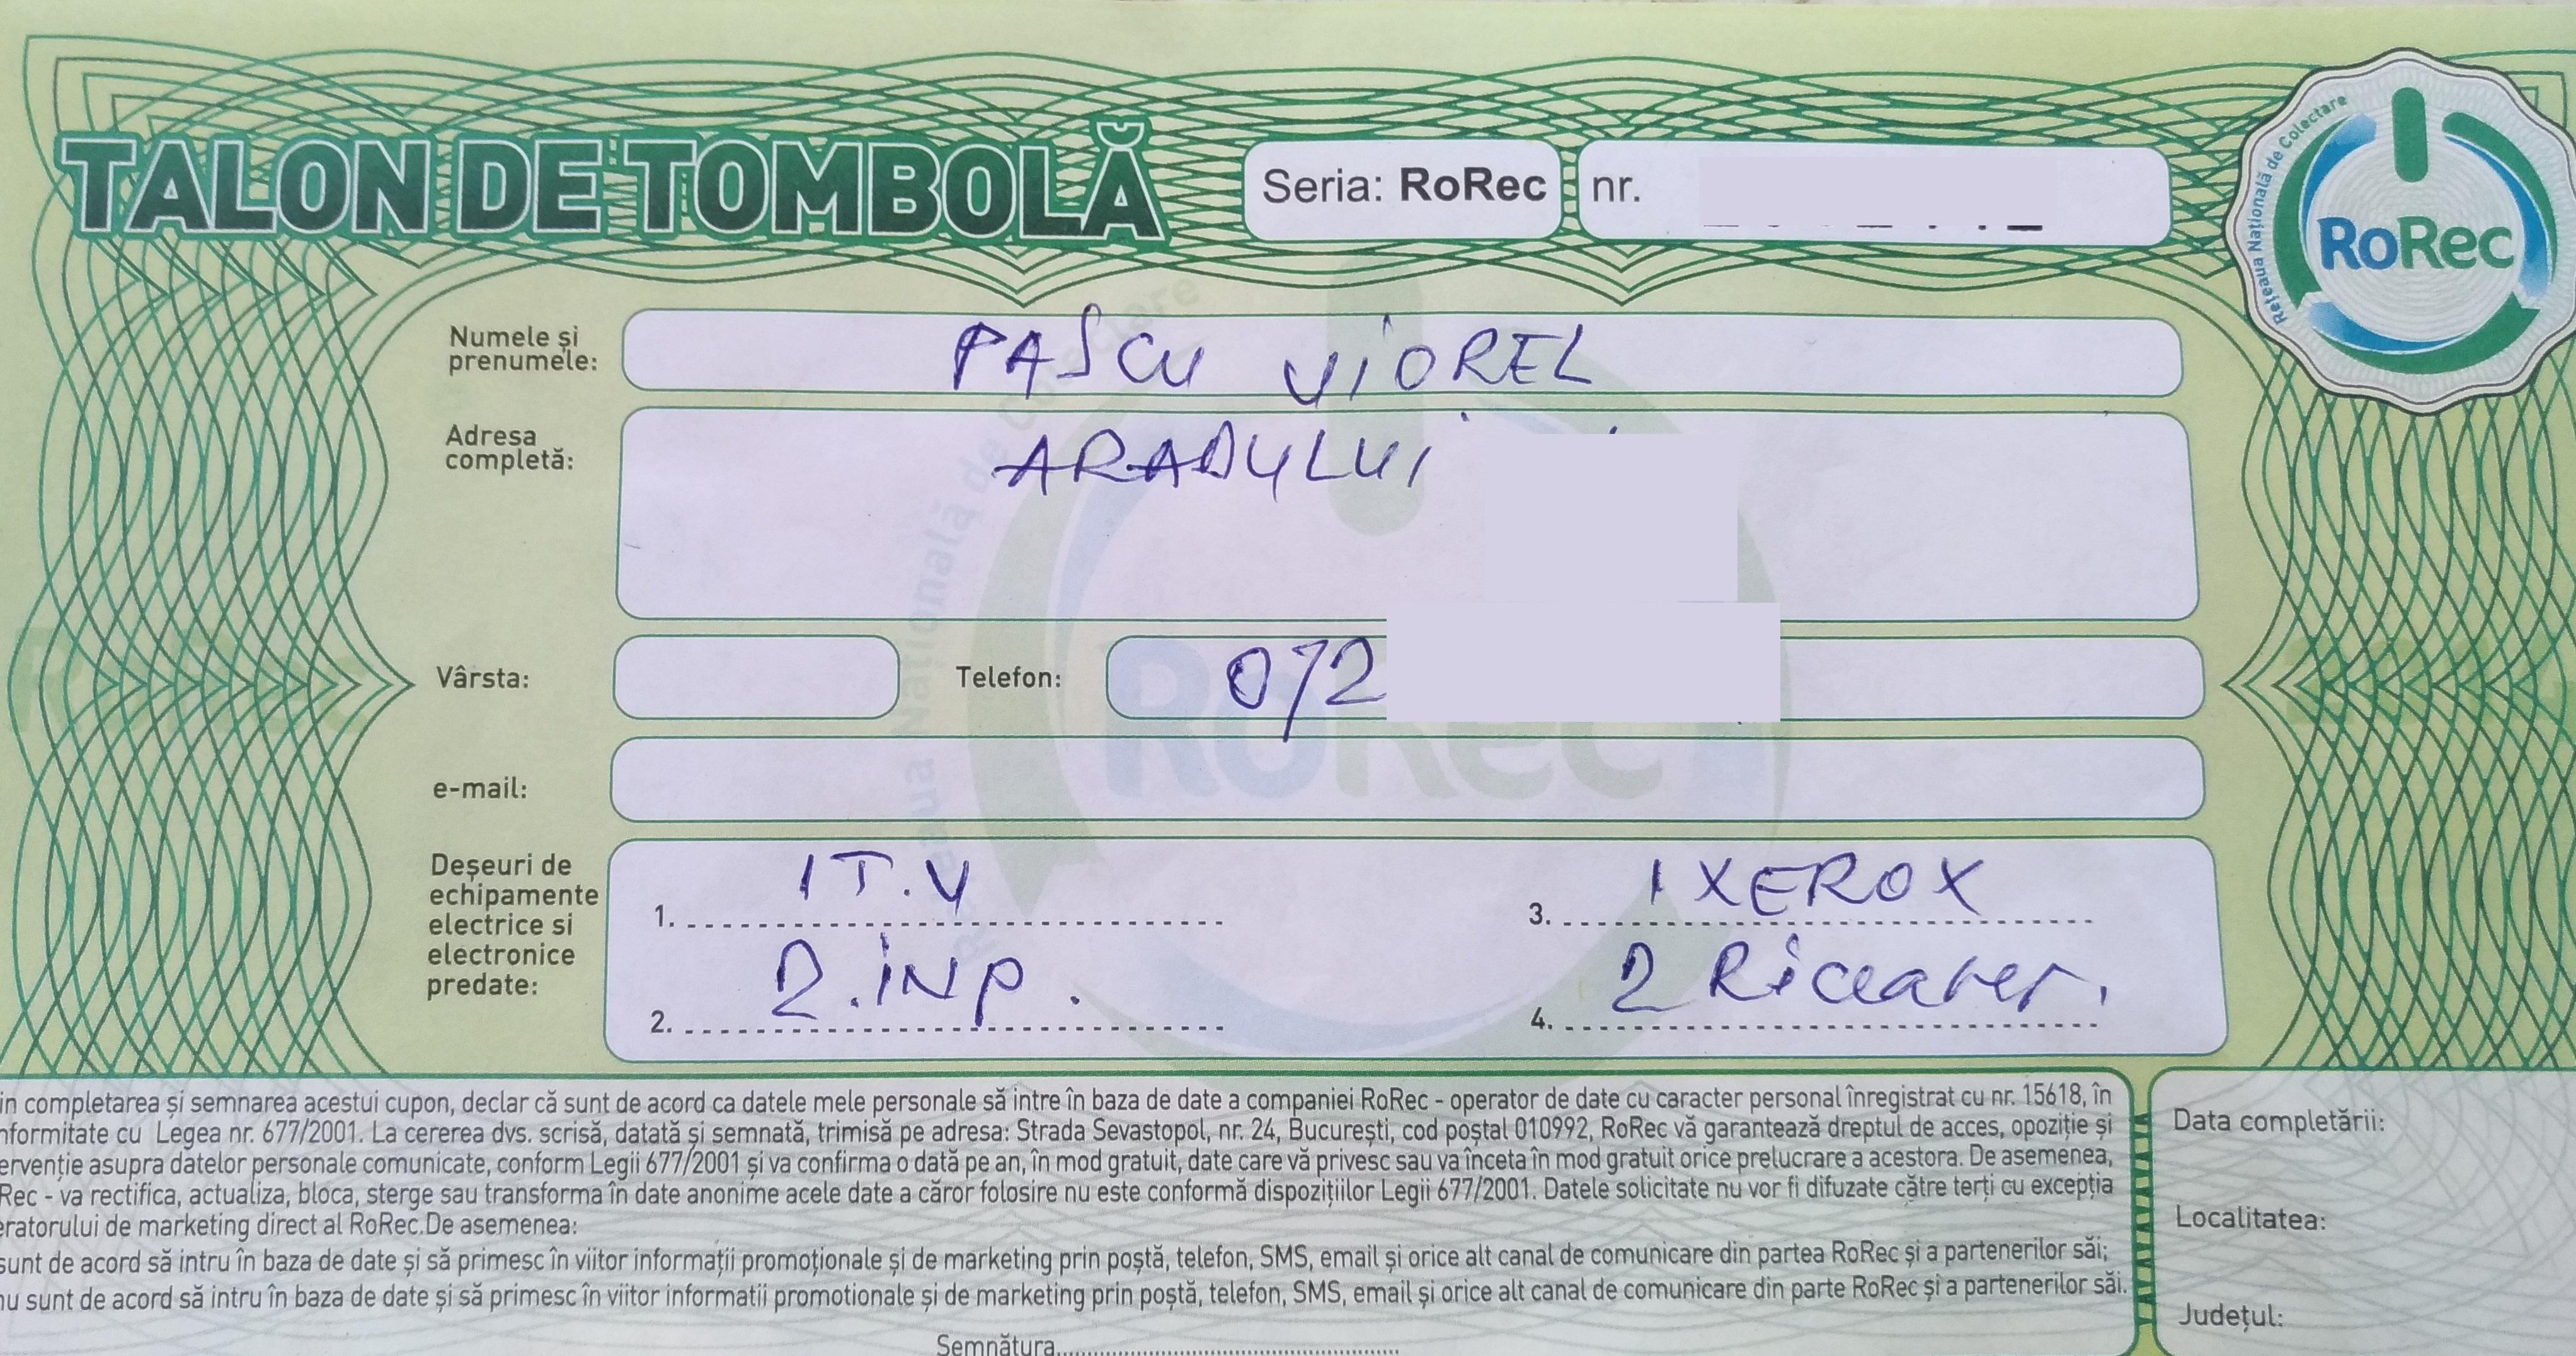 TALON DE TOMBOLĂ
Seria: RoRec nr.
Rețeaua Națională de Colectare
RoRec
Numele și prenumele: PASCU VIOREL
Adresa completă: ARADULUI
Vârsta: Telefon: 072
e-mail:
Deșeuri de echipamente electrice si electronice predate:
1. 1 T.V
2. 2.INP.
3. 1 XEROX
4. 2
in completarea și semnarea acestui cupon, declar că sunt de acord ca datele mele personale să intre în baza de date a companiei RoRec - operator de date cu caracter personal înregistrat cu nr. 15618, în
nformitate cu Legea nr. 677/2001. La cererea dvs. scrisă, datată și semnată, trimisă pe adresa: Strada Sevastopol, nr. 24, București, cod poștal 010992, RoRec vă garantează dreptul de acces, opoziție și
ervenție asupra datelor personale comunicate, conform Legii 677/2001 și va confirma o dată pe an, în mod gratuit, date care vă privesc sau va înceta în mod gratuit orice prelucrare a acestora. De asemenea,
Rec - va rectifica, actualiza, bloca, sterge sau transforma în date anonime acele date a căror folosire nu este conformă dispozițiilor Legii 677/2001. Datele solicitate nu vor fi difuzate către terți cu excepția
eratorului de marketing direct al RoRec.De asemenea:
sunt de acord să intru în baza de date și să primesc în viitor informații promoționale și de marketing prin poștă, telefon, SMS, email și orice alt canal de comunicare din partea RoRec și a partenerilor săi;
nu sunt de acord să intru în baza de date și să primesc în viitor informatii promotionale și de marketing prin poștă, telefon, SMS, email și orice alt canal de comunicare din parte RoRec și a partenerilor săi.
Semnătura
Data completării:
Localitatea:
Județul: